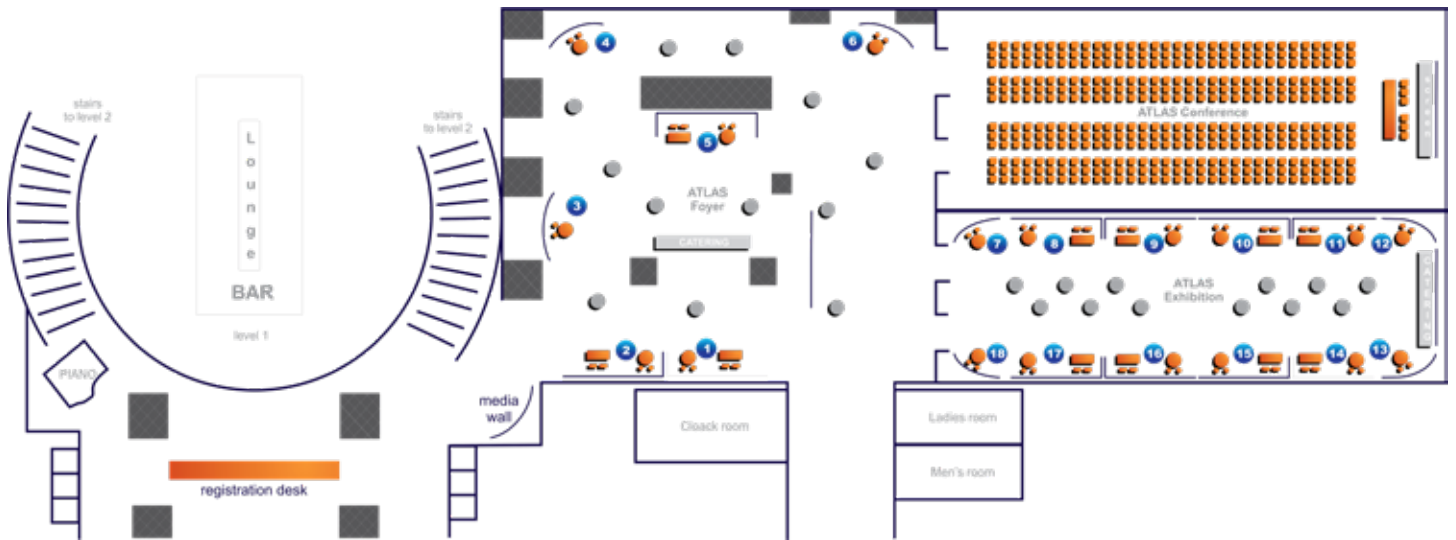 stairs
to level 2
Lounge
BAR
level 1
stairs
to level 2
PIANO
registration desk
media
wall
4
6
5
3
ATLAS
Foyer
CATERING
2
1
Cloack room
Ladies room
Men's room
ATLAS Conference
SCREEN
7
8
9
10
11
12
ATLAS
Exhibition
CATERING
18
17
16
15
14
13